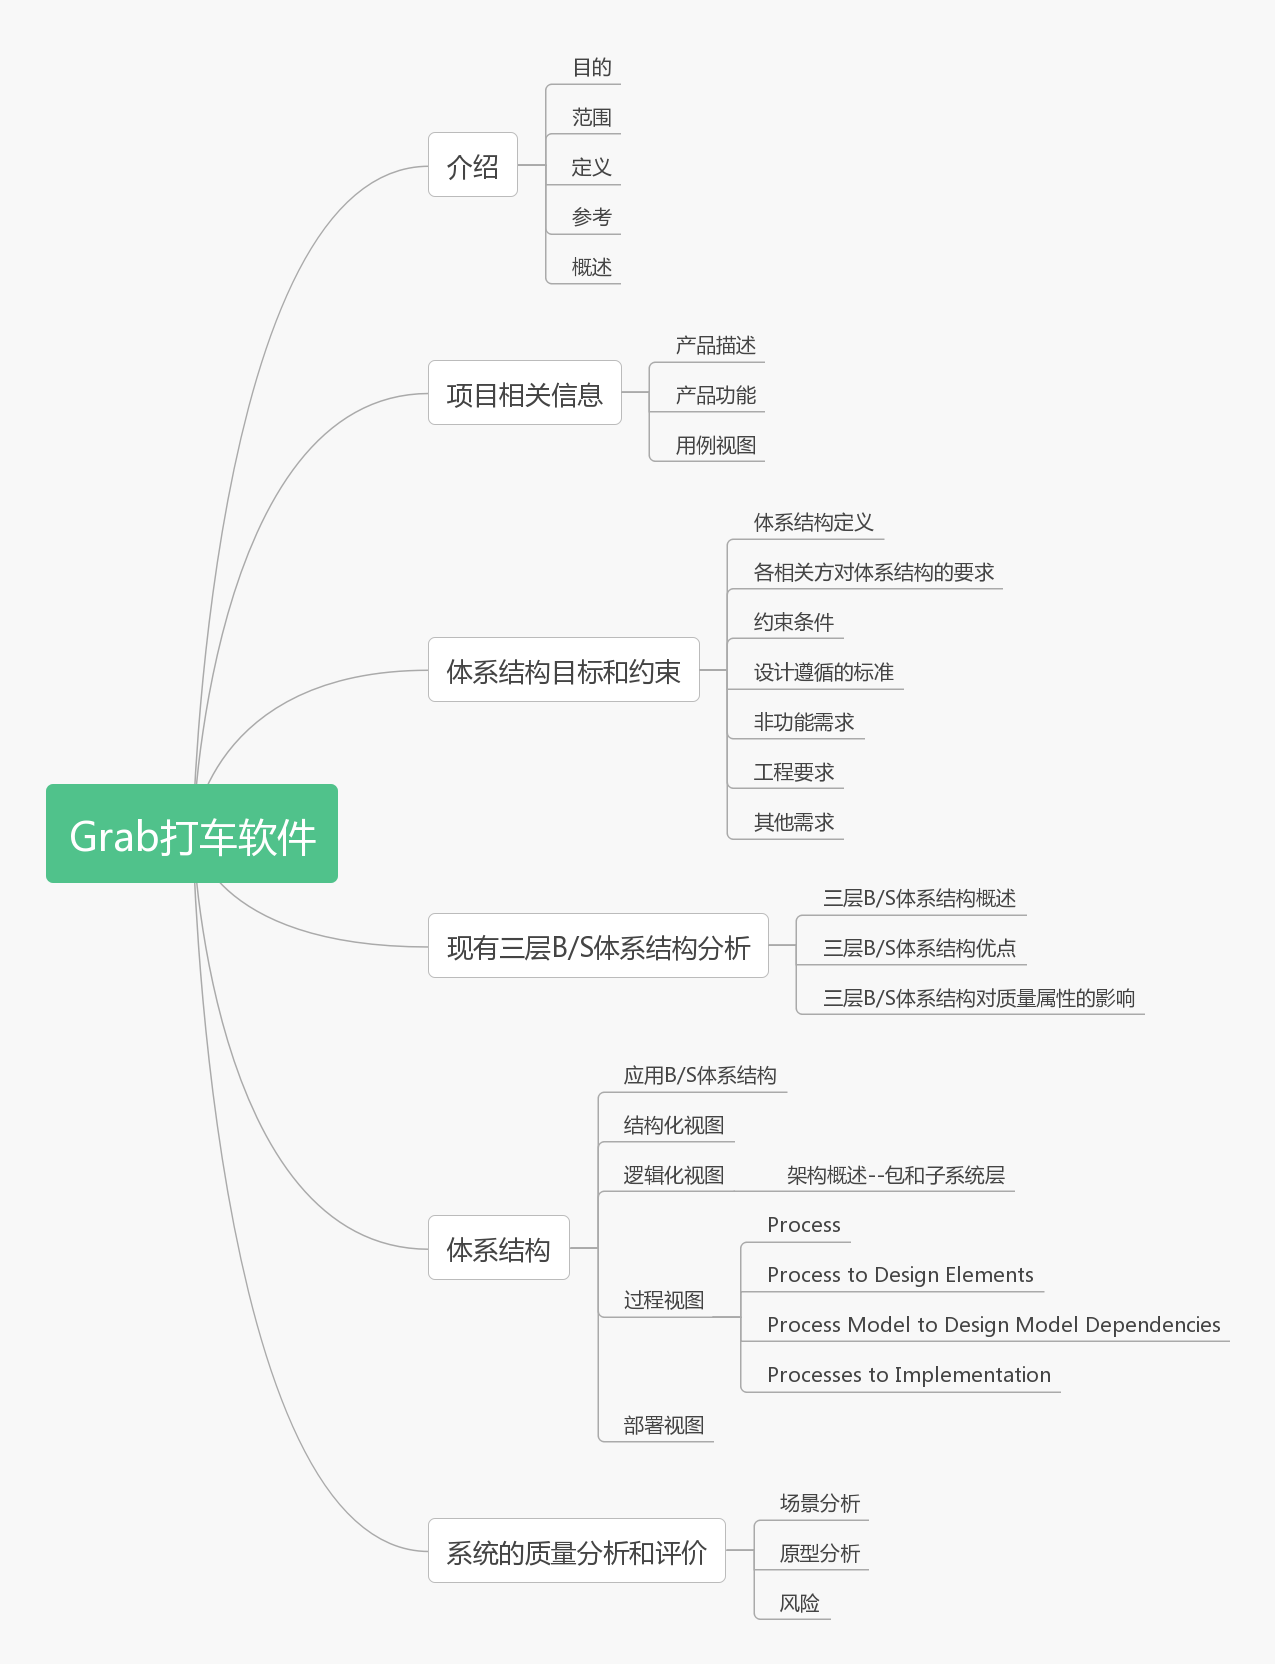 Grab打车软件
介绍
目的
范围
定义
参考
概述
项目相关信息
产品描述
产品功能
用例视图
体系结构目标和约束
体系结构定义
各相关方对体系结构的要求
约束条件
设计遵循的标准
非功能需求
工程要求
其他需求
现有三层B/S体系结构分析
三层B/S体系结构概述
三层B/S体系结构优点
三层B/S体系结构对质量属性的影响
体系结构
应用B/S体系结构
结构化视图
逻辑化视图
架构概述--包和子系统层
过程视图
Process
Process to Design Elements
Process Model to Design Model Dependencies
Processes to Implementation
部署视图
系统的质量分析和评价
场景分析
原型分析
风险